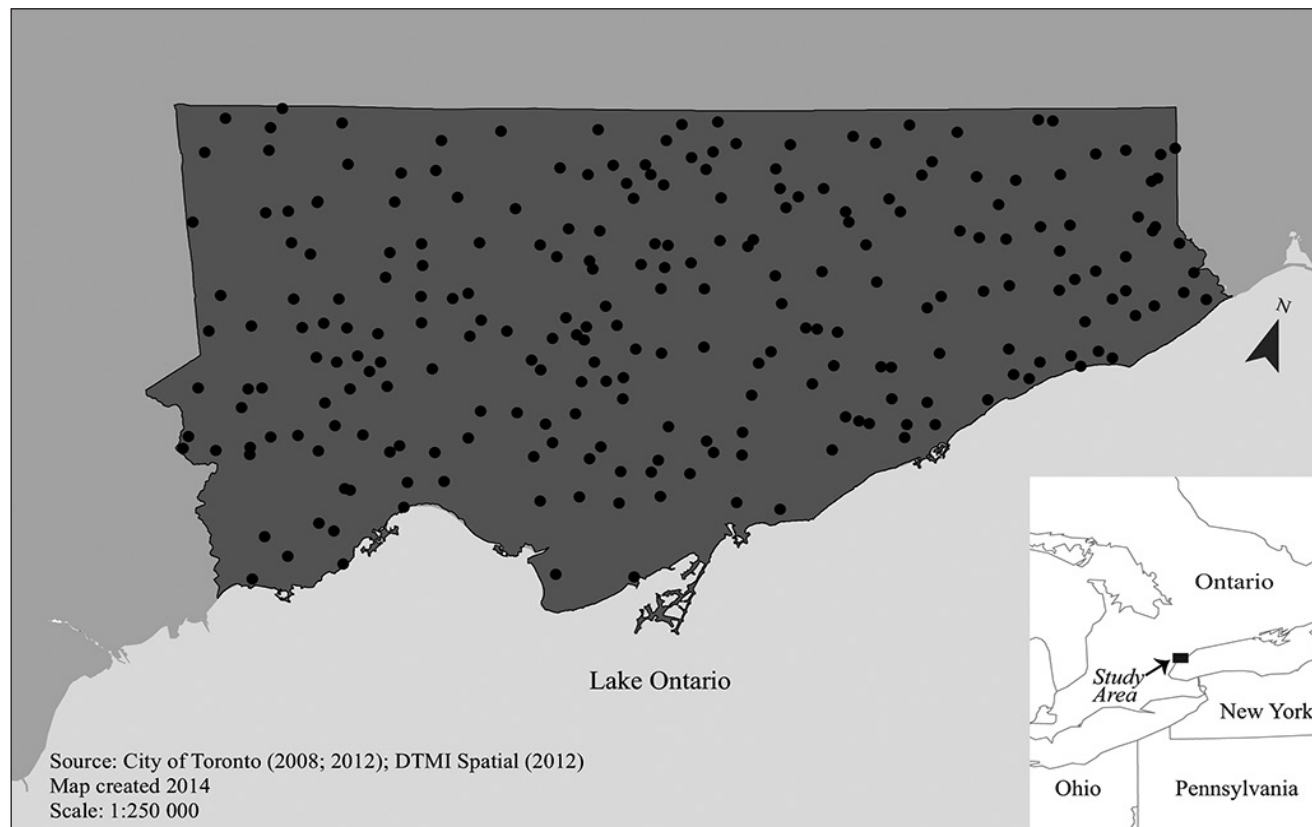 N
Lake Ontario
Source: City of Toronto (2008; 2012); DTMI Spatial (2012)
Map created 2014
Scale: 1:250 000
Ontario
Study
Area
New York
Ohio
Pennsylvania